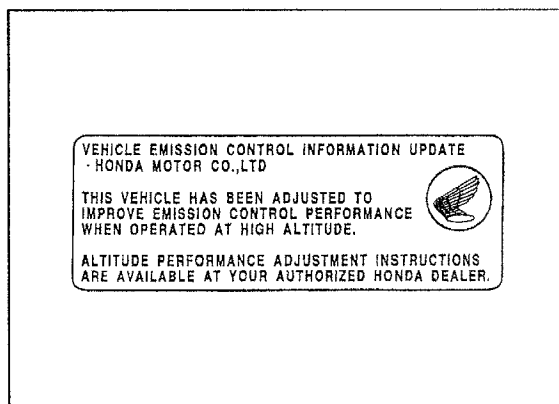 VEHICLE EMISSION CONTROL INFORMATION UPDATE
- HONDA MOTOR CO.,LTD
THIS VEHICLE HAS BEEN ADJUSTED TO
IMPROVE EMISSION CONTROL PERFORMANCE
WHEN OPERATED AT HIGH ALTITUDE.
ALTITUDE PERFORMANCE ADJUSTMENT INSTRUCTIONS
ARE AVAILABLE AT YOUR AUTHORIZED HONDA DEALER.